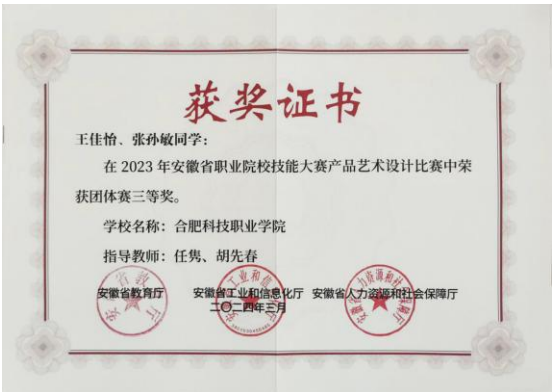 获奖证书
王佳怡、张孙敏同学：
在 2023 年安徽省职业院校技能大赛产品艺术设计比赛中荣
获团体赛三等奖。
学校名称：合肥科技职业学院
指导教师：任隽、胡先春
安徽省教育厅 安徽省工业和信息化厅 安徽省人力资源和社会保障厅
二〇二四年三月